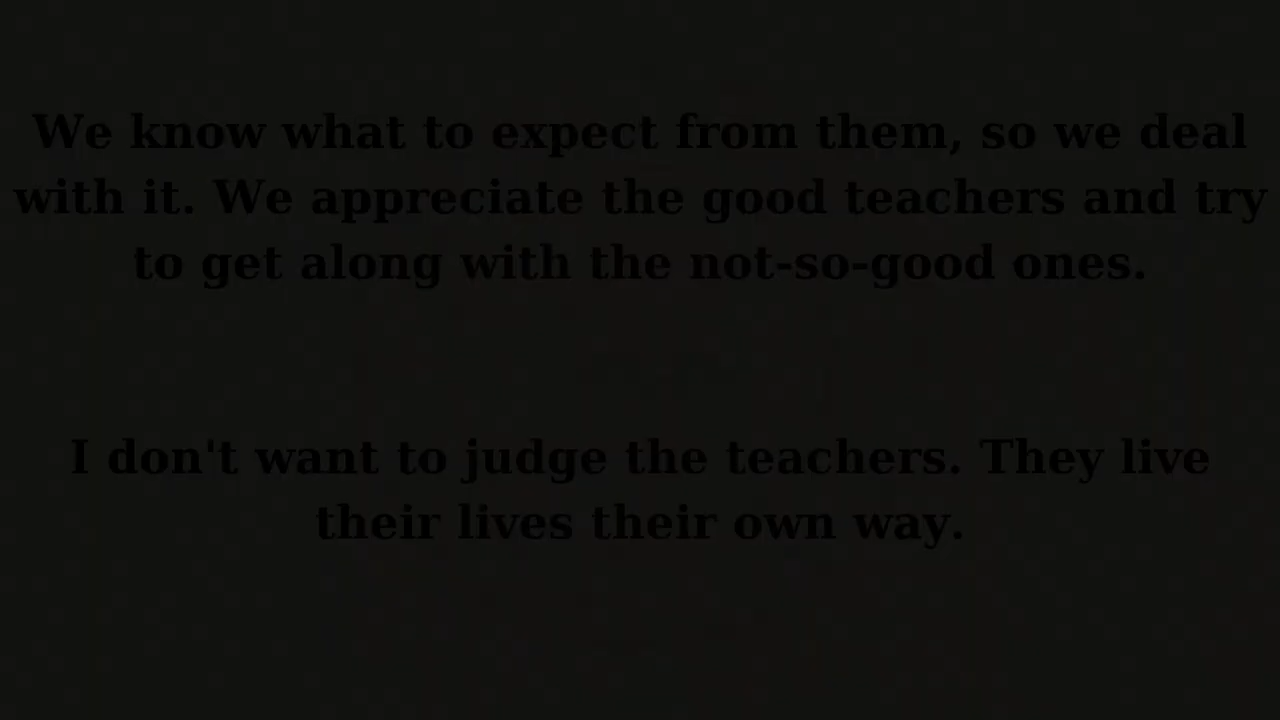 We know what to expect from them, so we deal
with it. We appreciate the good teachers and try
to get along with the not-so-good ones.
I don't want to judge the teachers. They live
their lives their own way.